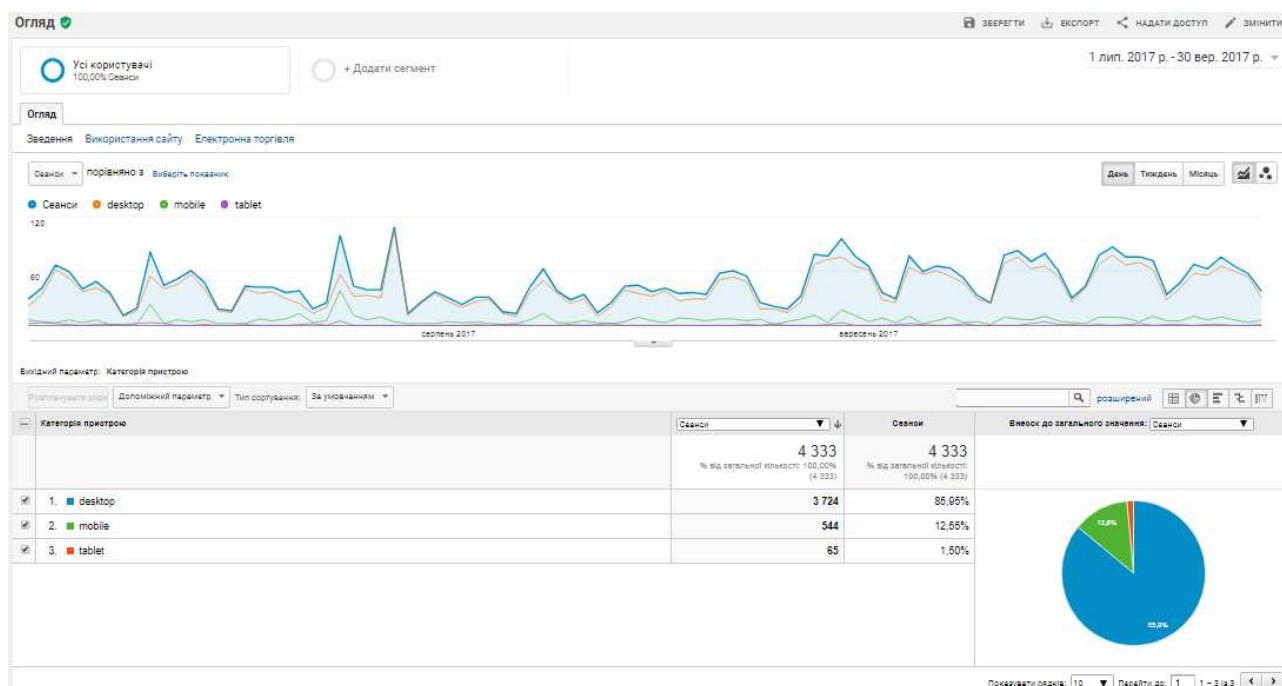 Огляд
ЗБЕРЕГТИ ЕКСПОРТ НАДАТИ ДОСТУП ЗМІНИТИ
Усі користувачі
100,00% Сеанси
+ Додати сегмент
1 лип. 2017 р. - 30 вер. 2017 р.
Огляд
Зведення Використання сайту Електронна торгівля
Сеанси порівняно з Виберіть показник
День Тиждень Місяць
Сеанси desktop mobile tablet
120
60
серпень 2017 вересень 2017
Вихідний параметр: Категорія пристрою
Розпланувати ряди Допоміжний параметр Тип сортування: За умовчанням розширений
Категорія пристрою Сеанси Сеанси Внесок до загального значення: Сеанси
4 333 4 333
% від загальної кількості: 100,00% % від загальної кількості:
(4 333) 100,00% (4 333)
1. desktop 3 724 85,95%
2. mobile 544 12,55%
3. tablet 65 1,50%
12,6%
85,9%
Показувати рядків: 10 Перейти до: 1 1 – 3 із 3